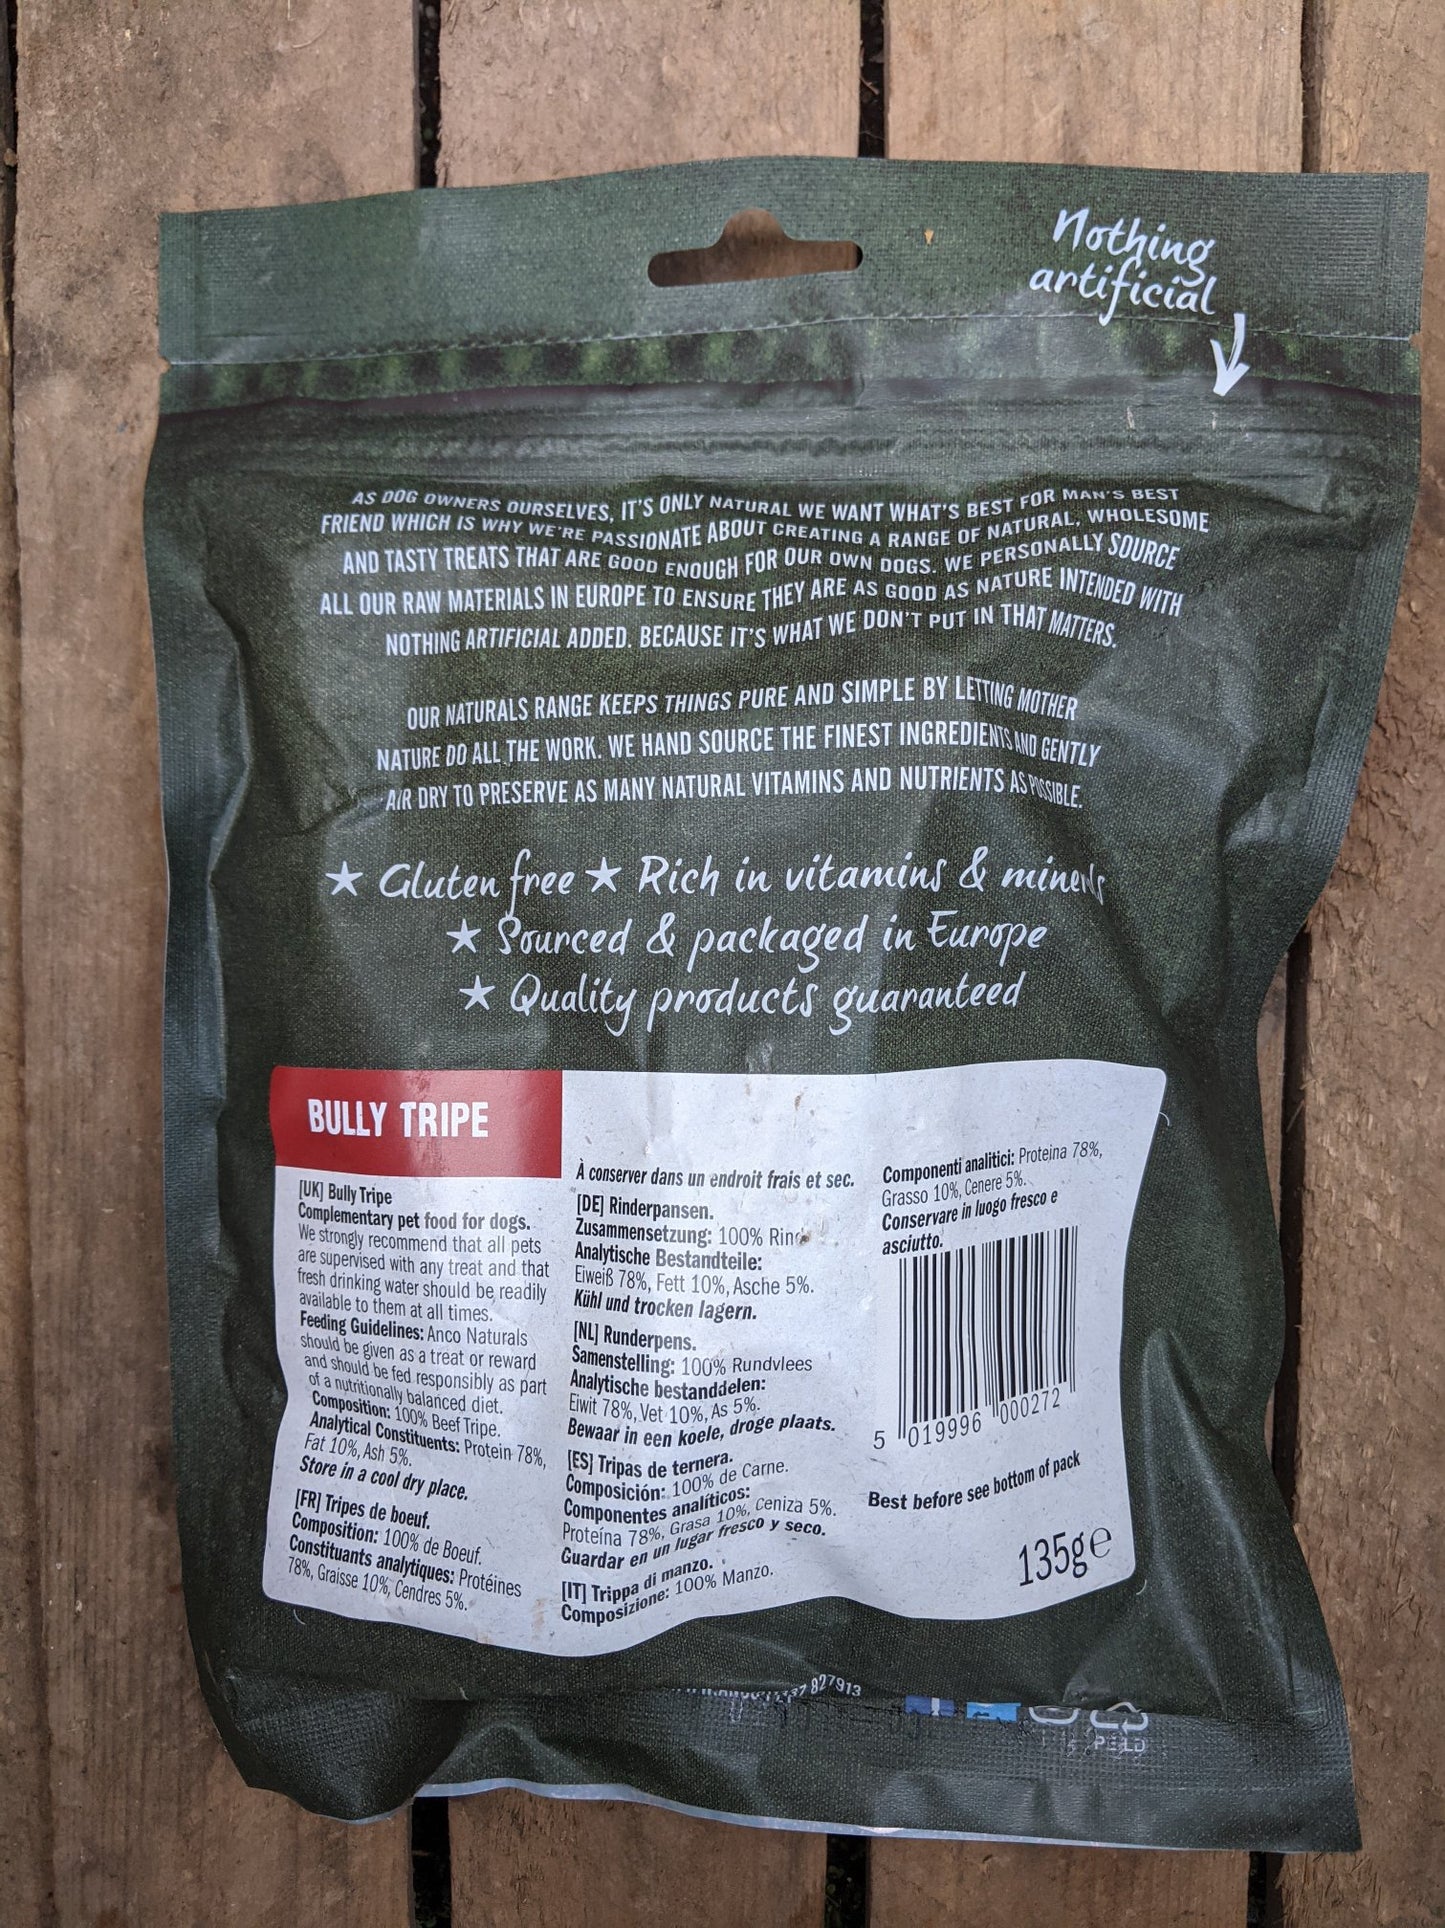 Nothing
artificial
AS DOG OWNERS OURSELVES, IT'S ONLY NATURAL WE WANT WHAT'S BEST FOR MAN'S BEST
FRIEND WHICH IS WHY WE'RE PASSIONATE ABOUT CREATING A RANGE OF NATURAL, WHOLESOME
AND TASTY TREATS THAT ARE GOOD ENOUGH FOR OUR OWN DOGS. WE PERSONALLY SOURCE
ALL OUR RAW MATERIALS IN EUROPE TO ENSURE THEY ARE AS GOOD AS NATURE INTENDED WITH
NOTHING ARTIFICIAL ADDED. BECAUSE IT'S WHAT WE DON'T PUT IN THAT MATTERS.
OUR NATURALS RANGE KEEPS THINGS PURE AND SIMPLE BY LETTING MOTHER
NATURE DO ALL THE WORK. WE HAND SOURCE THE FINEST INGREDIENTS AND GENTLY
AIR DRY TO PRESERVE AS MANY NATURAL VITAMINS AND NUTRIENTS AS POSSIBLE.
★ Gluten free ★ Rich in vitamins & minerals
★ Sourced & packaged in Europe
★ Quality products guaranteed
BULLY TRIPE
[UK] Bully Tripe
Complementary pet food for dogs.
We strongly recommend that all pets
are supervised with any treat and that
fresh drinking water should be readily
available to them at all times.
Feeding Guidelines: Anco Naturals
should be given as a treat or reward
and should be fed responsibly as part
of a nutritionally balanced diet.
Composition: 100% Beef Tripe.
Analytical Constituents: Protein 78%,
Fat 10%, Ash 5%.
Store in a cool dry place.
[FR] Tripes de boeuf.
Composition: 100% de Boeuf.
Constituants analytiques: Protéines
78%, Graisse 10%, Cendres 5%.
À conserver dans un endroit frais et sec.
[DE] Rinderpansen.
Zusammensetzung: 100% Rind
Analytische Bestandteile:
Eiweiß 78%, Fett 10%, Asche 5%.
Kühl und trocken lagern.
[NL] Runderpens.
Samenstelling: 100% Rundvlees
Analytische bestanddelen:
Eiwit 78%, Vet 10%, As 5%.
Bewaar in een koele, droge plaats.
[ES] Tripas de ternera.
Composición: 100% de Carne.
Componentes analíticos:
Proteína 78%, Grasa 10%, Ceniza 5%.
Guardar en un lugar fresco y seco.
[IT] Trippa di manzo.
Composizione: 100% Manzo.
Componenti analitici: Proteina 78%,
Grasso 10%, Cenere 5%.
Conservare in luogo fresco e
asciutto.
5 019996 000272
Best before see bottom of pack
135g℮
827913
PE-LD